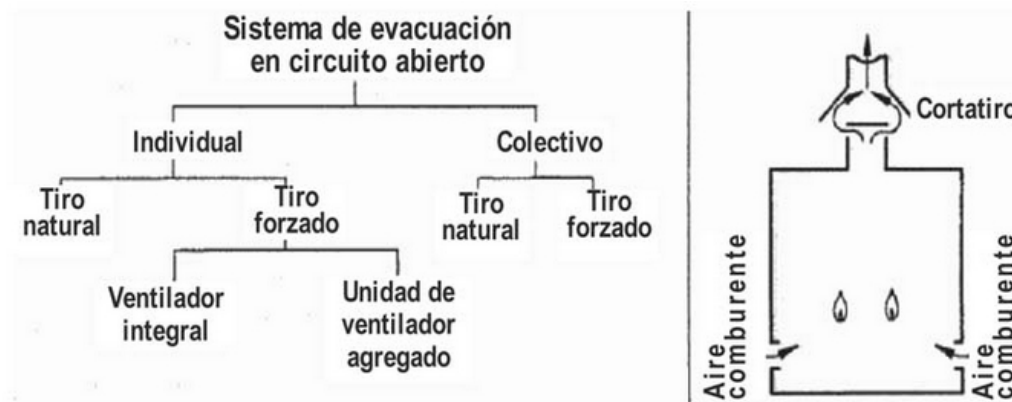 Sistema de evacuación
en circuito abierto
Individual
Colectivo
Tiro
natural
Tiro
forzado
Tiro
natural
Tiro
forzado
Ventilador
integral
Unidad de
ventilador
agregado
Cortatiro
Aire
comburente
Aire
comburente